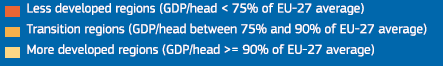 Less developed regions (GDP/head < 75% of EU-27 average)
Transition regions (GDP/head between 75% and 90% of EU-27 average)
More developed regions (GDP/head >= 90% of EU-27 average)